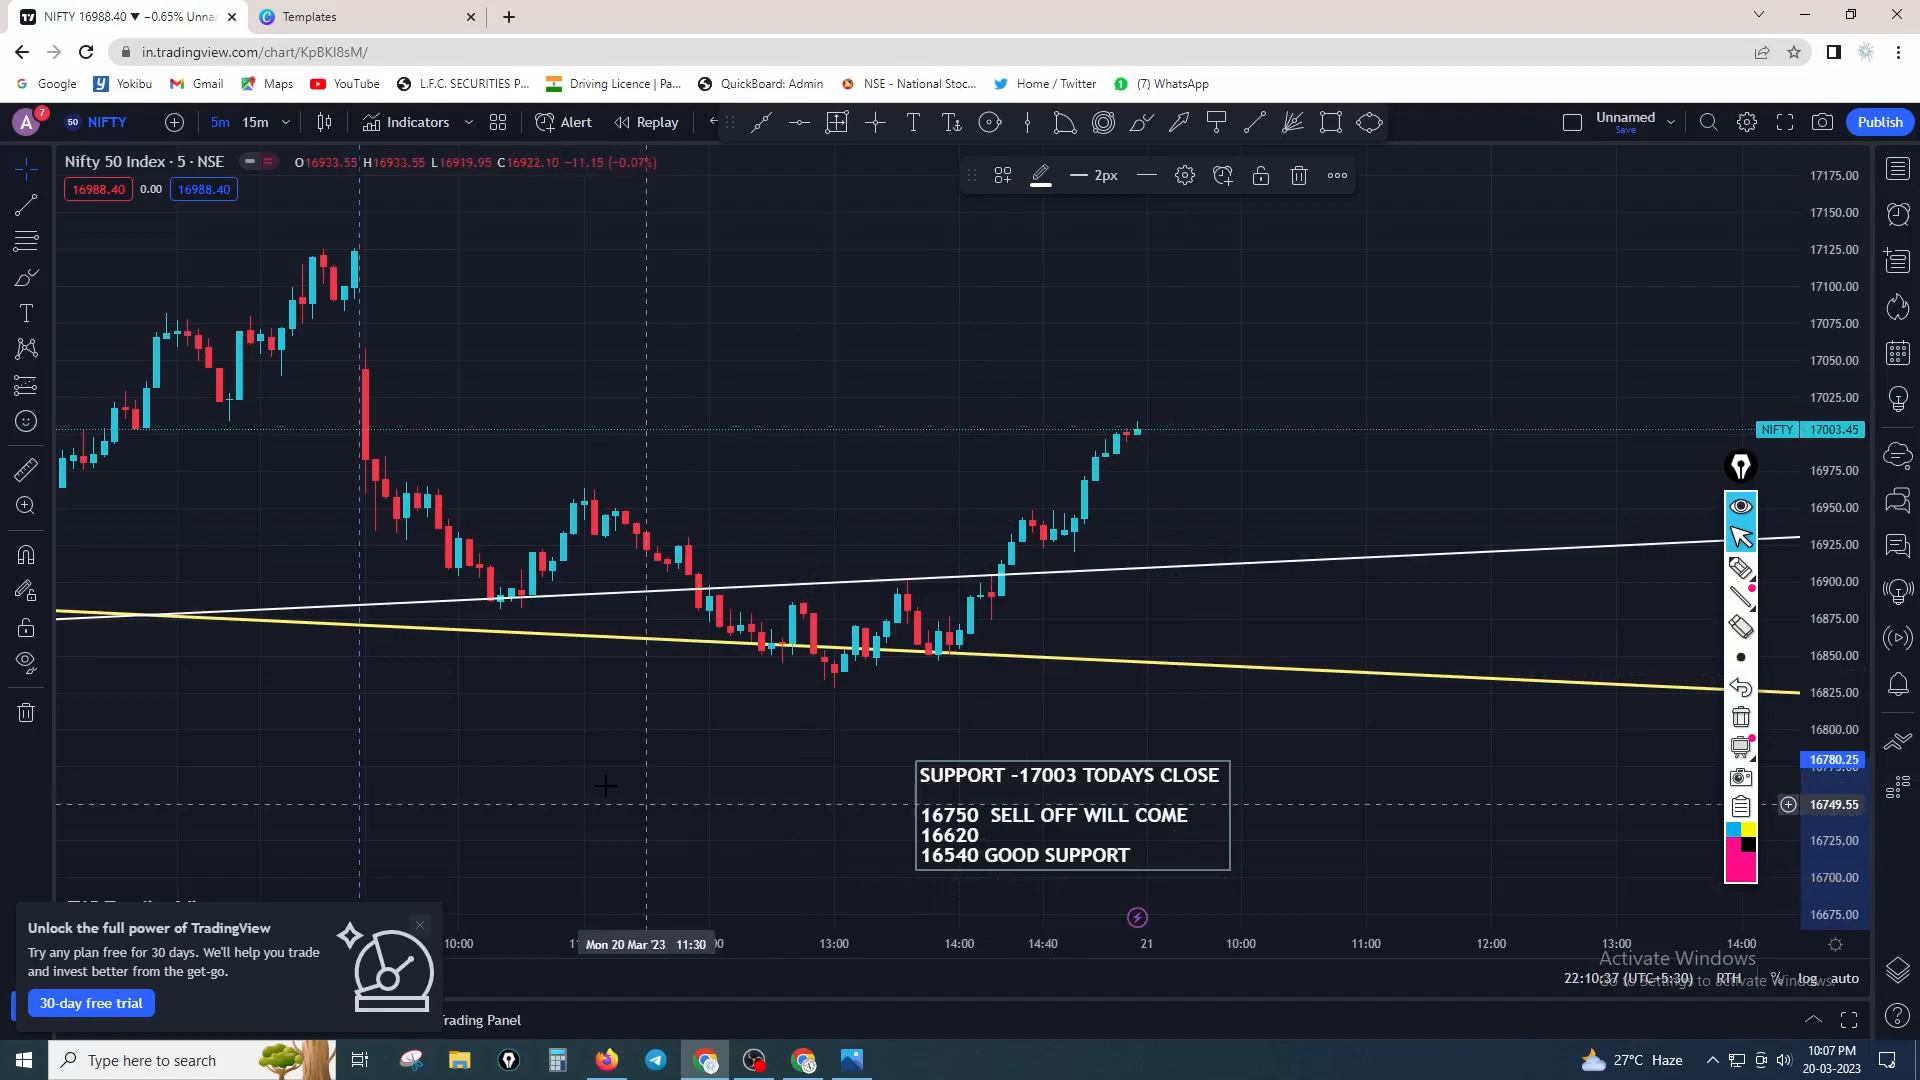 NIFTY 16988.40 ▼ −0.65% Unnar
Templates
in.tradingview.com/chart/KpBKI8sM/
Google
Yokibu
Gmail
Maps
YouTube
L.F.C. SECURITIES P...
Driving Licence | Pa...
QuickBoard: Admin
NSE - National Stoc...
Home / Twitter
(7) WhatsApp
A 7
50 NIFTY
5m 15m
Indicators
Alert
Replay
Unnamed
Save
Publish
Nifty 50 Index · 5 · NSE
O16933.55 H16933.55 L16919.95 C16922.10 −11.15 (−0.07%)
16988.40 0.00 16988.40
2px
17175.00
17150.00
17125.00
17100.00
17075.00
17050.00
17025.00
NIFTY 17003.45
16975.00
16950.00
16925.00
16900.00
16875.00
16850.00
16825.00
16800.00
16780.25
16749.55
16725.00
16700.00
16675.00
SUPPORT -17003 TODAYS CLOSE
16750 SELL OFF WILL COME
16620
16540 GOOD SUPPORT
10:00
Mon 20 Mar '23 11:30
13:00
14:00
14:40
21
10:00
11:00
12:00
13:00
14:00
Unlock the full power of TradingView
Try any plan free for 30 days. We'll help you trade
and invest better from the get-go.
30-day free trial
Activate Windows
Go to Settings to activate Windows.
22:10:37 (UTC+5:30) RTH % log auto
Trading Panel
Type here to search
27°C Haze
10:07 PM
20-03-2023